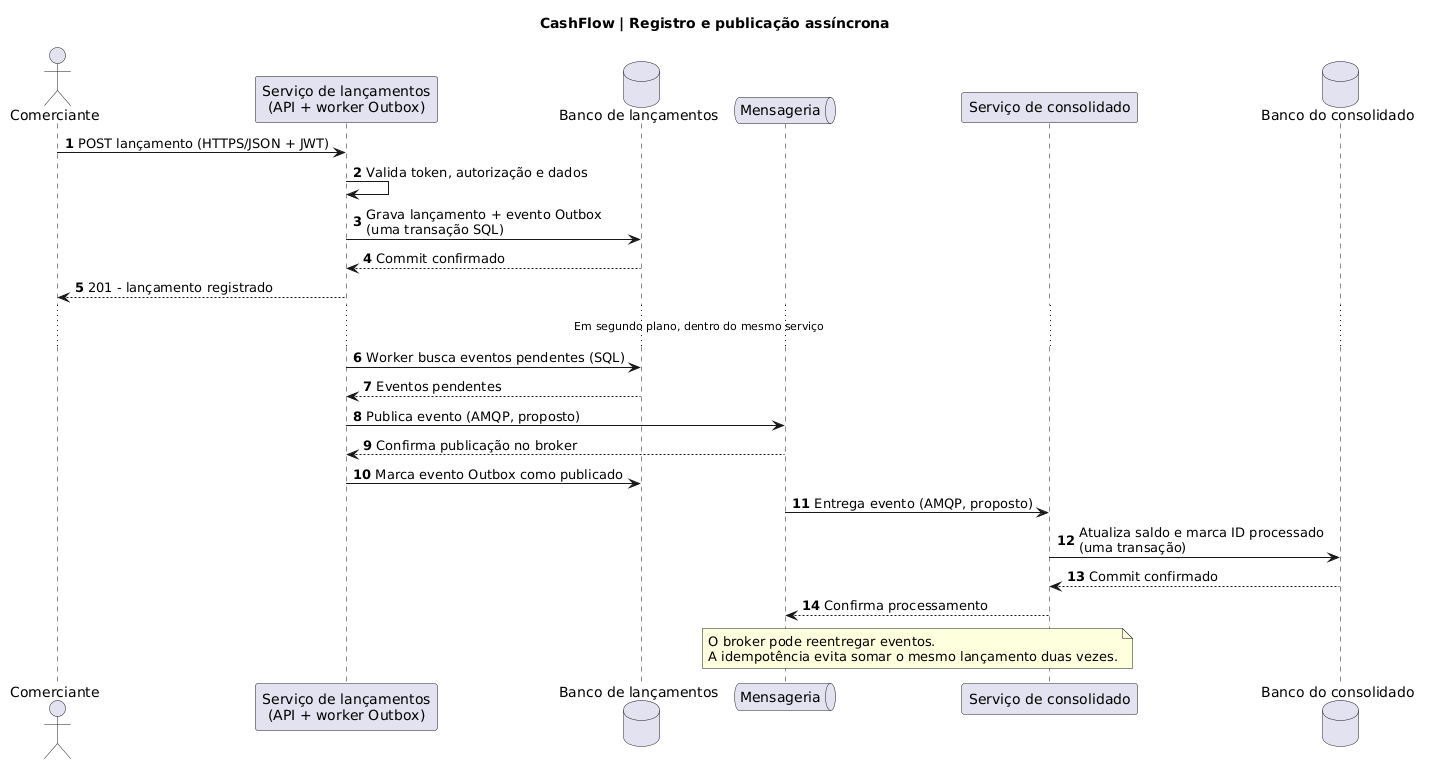 CashFlow | Registro e publicação assíncrona
Comerciante
Serviço de lançamentos
(API + worker Outbox)
Banco de lançamentos
Mensageria
Serviço de consolidado
Banco do consolidado
1 POST lançamento (HTTPS/JSON + JWT)
2 Valida token, autorização e dados
3 Grava lançamento + evento Outbox
(uma transação SQL)
4 Commit confirmado
5 201 - lançamento registrado
Em segundo plano, dentro do mesmo serviço
6 Worker busca eventos pendentes (SQL)
7 Eventos pendentes
8 Publica evento (AMQP, proposto)
9 Confirma publicação no broker
10 Marca evento Outbox como publicado
11 Entrega evento (AMQP, proposto)
12 Atualiza saldo e marca ID processado
(uma transação)
13 Commit confirmado
14 Confirma processamento
O broker pode reentregar eventos.
A idempotência evita somar o mesmo lançamento duas vezes.
Comerciante
Serviço de lançamentos
(API + worker Outbox)
Banco de lançamentos
Mensageria
Serviço de consolidado
Banco do consolidado